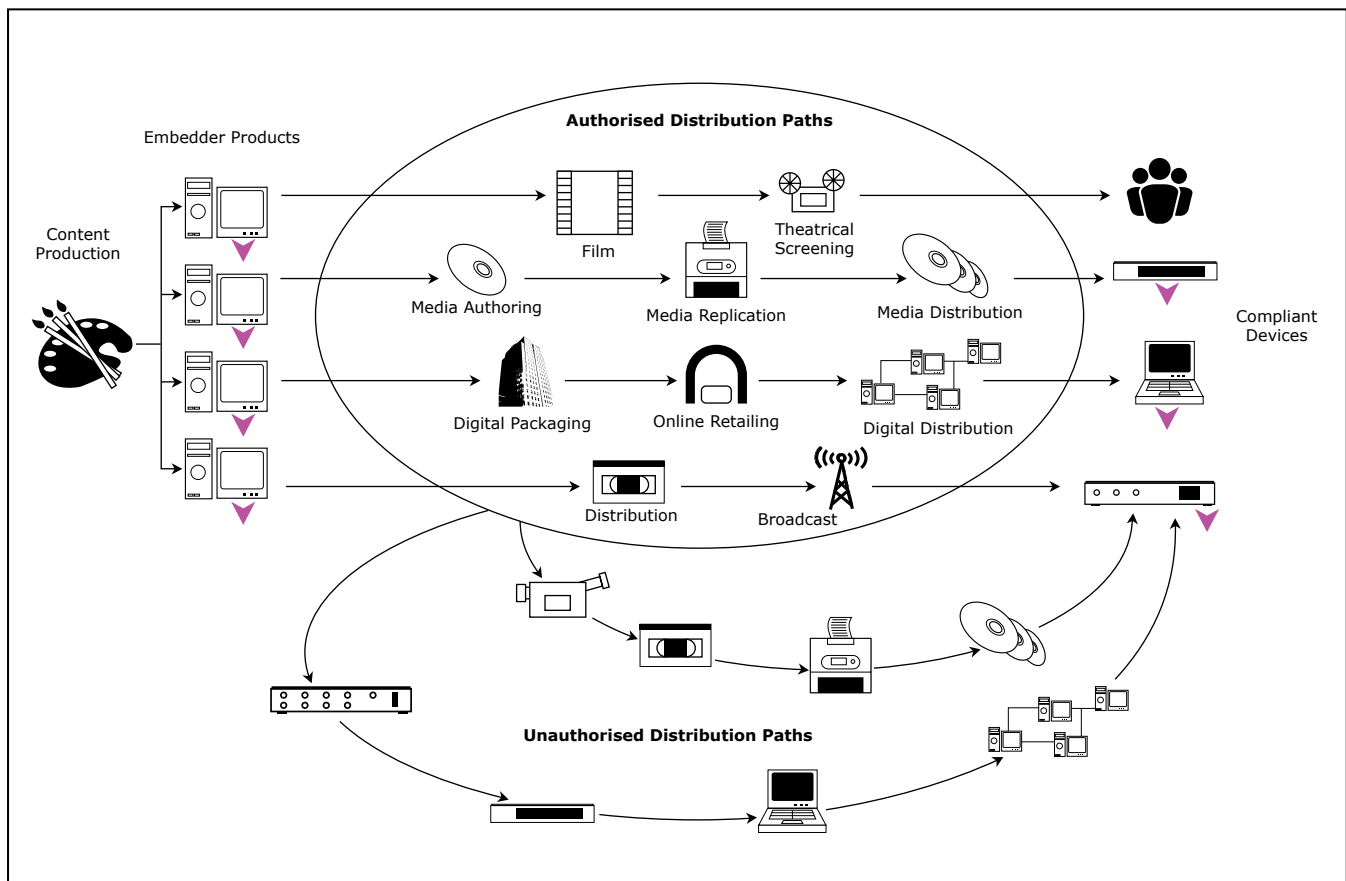 Authorised Distribution Paths
Embedder Products
Content
Production
Film
Theatrical
Screening
Media Authoring
Media Replication
Media Distribution
Compliant
Devices
Digital Packaging
Online Retailing
Digital Distribution
Distribution
Broadcast
Unauthorised Distribution Paths